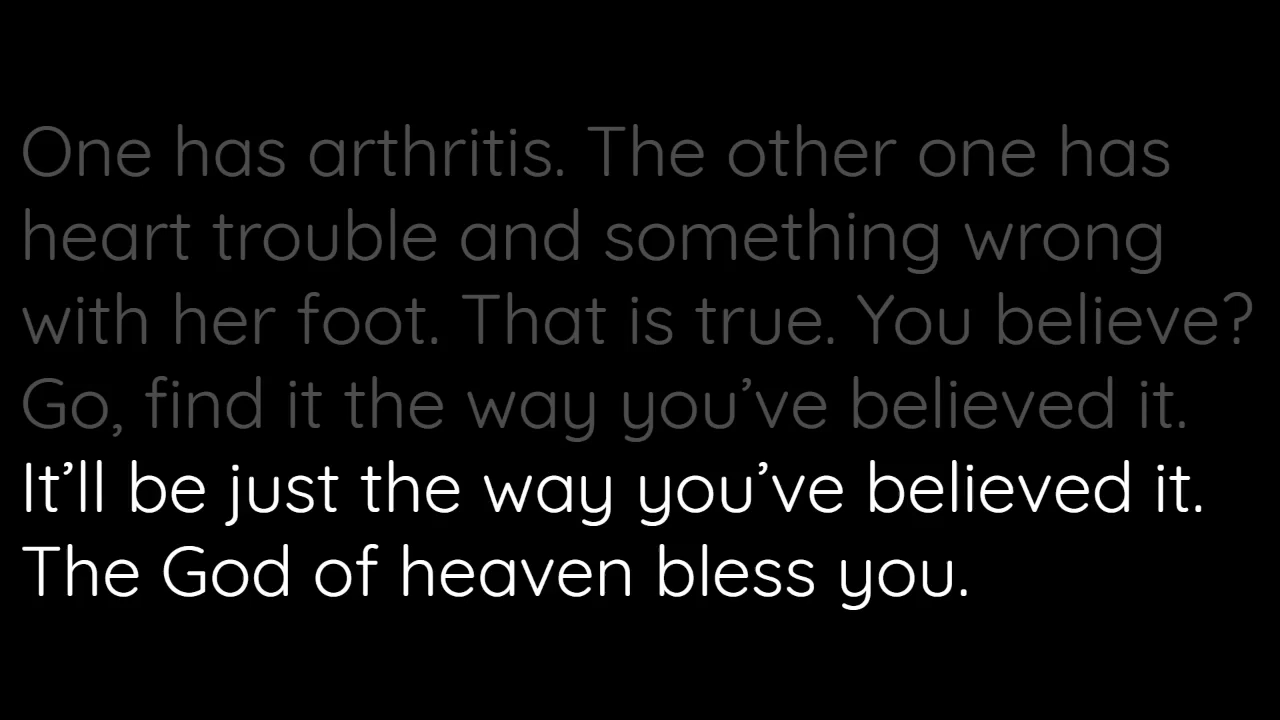 One has arthritis. The other one has
heart trouble and something wrong
with her foot. That is true. You believe?
Go, find it the way you’ve believed it.
It’ll be just the way you’ve believed it.
The God of heaven bless you.